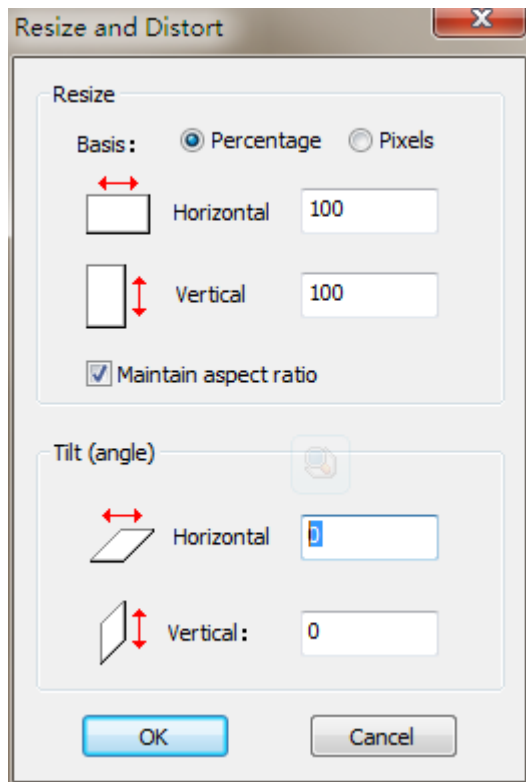 Resize and Distort
Resize
Basis: Percentage Pixels
Horizontal 100
Vertical 100
Maintain aspect ratio
Tilt (angle)
Horizontal 0
Vertical: 0
OK Cancel